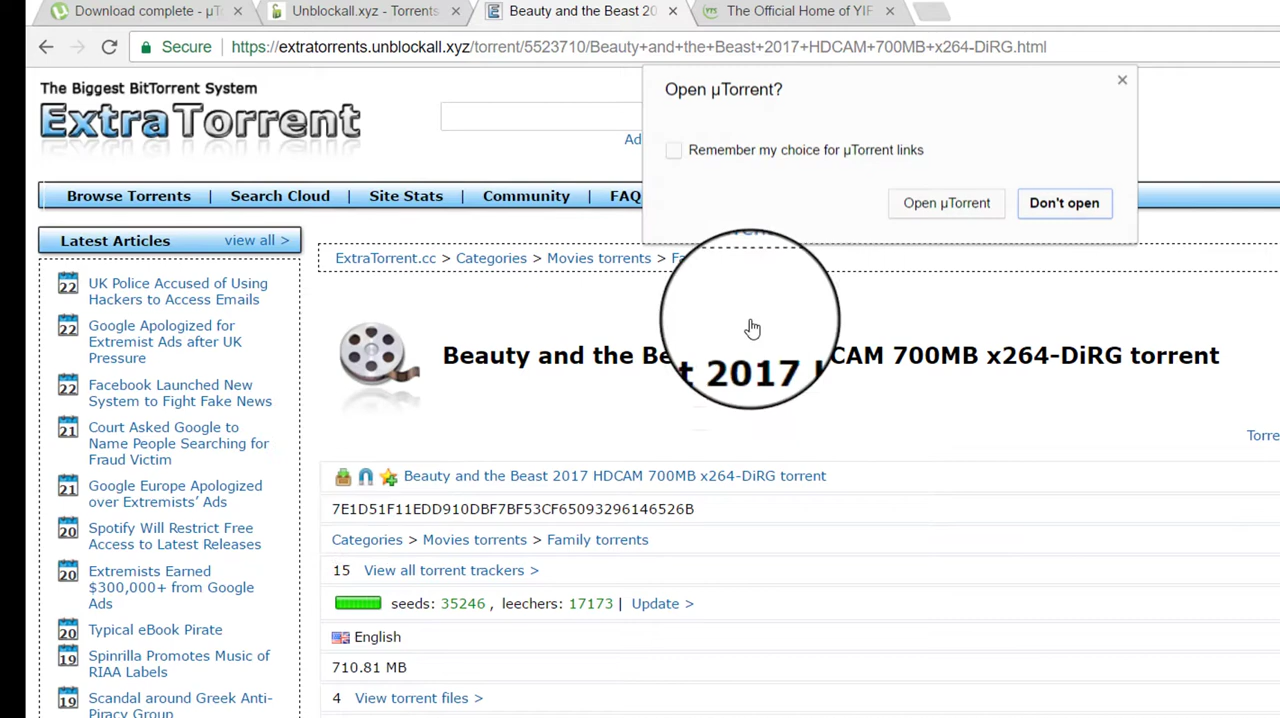 Download complete - µT
Unblockall.xyz - Torrents
Beauty and the Beast 20
The Official Home of YIF
Secure
https://extratorrents.unblockall.xyz/torrent/5523710/Beauty+and+the+Beast+2017+HDCAM+700MB+x264-DiRG.html
The Biggest BitTorrent System
ExtraTorrent
Ad
Open µTorrent?
Remember my choice for µTorrent links
Open µTorrent
Don't open
Browse Torrents | Search Cloud | Site Stats | Community | FAQ
Latest Articles view all >
22 UK Police Accused of Using
Hackers to Access Emails
22 Google Apologized for
Extremist Ads after UK
Pressure
22 Facebook Launched New
System to Fight Fake News
21 Court Asked Google to
Name People Searching for
Fraud Victim
21 Google Europe Apologized
over Extremists' Ads
20 Spotify Will Restrict Free
Access to Latest Releases
20 Extremists Earned
$300,000+ from Google
Ads
20 Typical eBook Pirate
19 Spinrilla Promotes Music of
RIAA Labels
19 Scandal around Greek Anti-
Piracy Group
ExtraTorrent.cc > Categories > Movies torrents > Fa
Beauty and the Be t 2017 H DCAM 700MB x264-DiRG torrent
Torre
Beauty and the Beast 2017 HDCAM 700MB x264-DiRG torrent
7E1D51F11EDD910DBF7BF53CF65093296146526B
Categories > Movies torrents > Family torrents
15 View all torrent trackers >
seeds: 35246 , leechers: 17173 | Update >
English
710.81 MB
4 View torrent files >